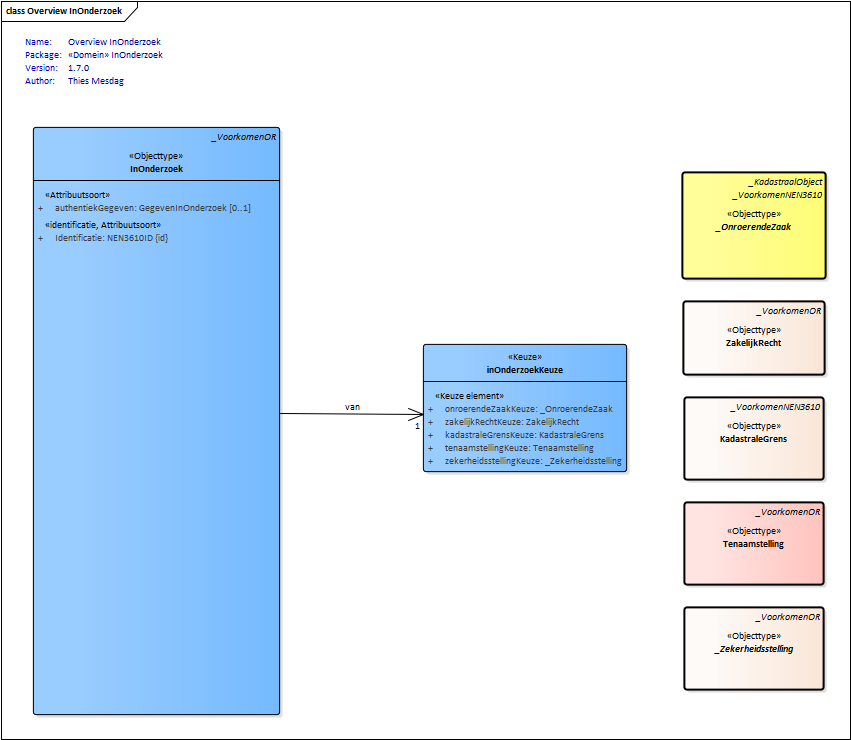 class Overview InOnderzoek
Name: Overview InOnderzoek
Package: «Domein» InOnderzoek
Version: 1.7.0
Author: Thies Mesdag
_VoorkomenOR
«Objecttype»
InOnderzoek
«Attribuutsoort»
+ authentiekGegeven: GegevenInOnderzoek [0..1]
«identificatie, Attribuutsoort»
+ Identificatie: NEN3610ID {id}
van
1
«Keuze»
inOnderzoekKeuze
«Keuze element»
+ onroerendeZaakKeuze: _OnroerendeZaak
+ zakelijkRechtKeuze: ZakelijkRecht
+ kadastraleGrensKeuze: KadastraleGrens
+ tenaamstellingKeuze: Tenaamstelling
+ zekerheidsstellingKeuze: _Zekerheidsstelling
_KadastraalObject
_VoorkomenNEN3610
«Objecttype»
_OnroerendeZaak
_VoorkomenOR
«Objecttype»
ZakelijkRecht
_VoorkomenNEN3610
«Objecttype»
KadastraleGrens
_VoorkomenOR
«Objecttype»
Tenaamstelling
_VoorkomenOR
«Objecttype»
_Zekerheidsstelling